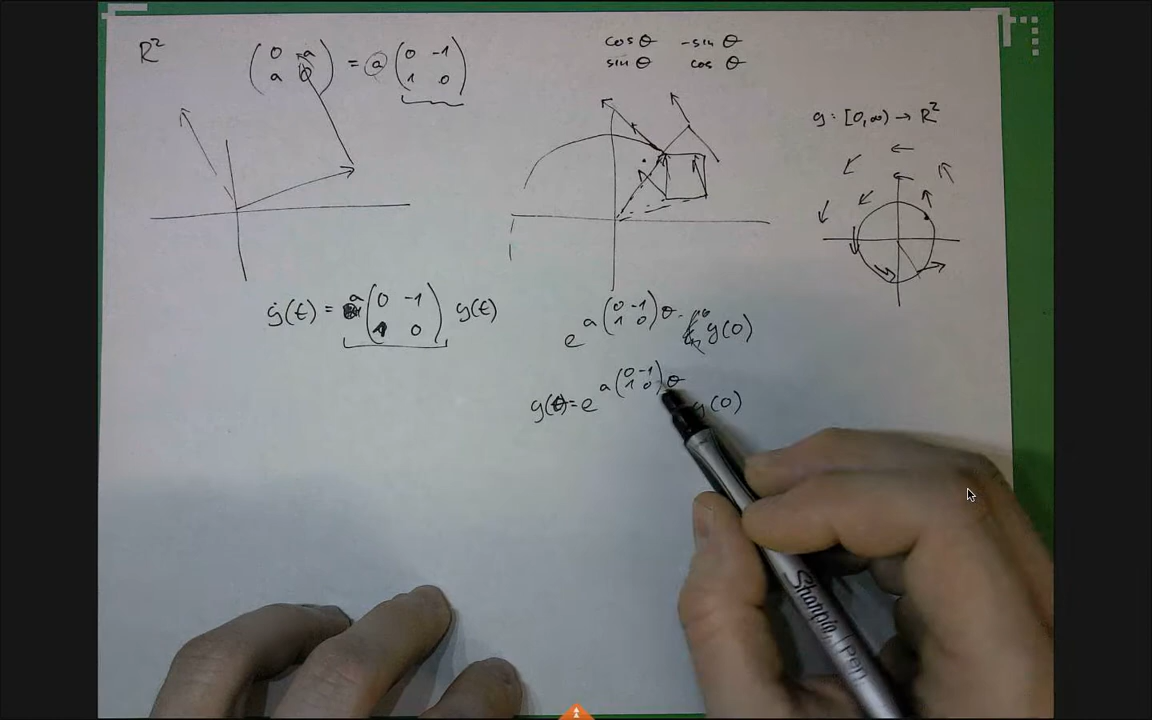 R²
( 0 -a ) = a ( 0 -1 )
( a 0 ) ( 1 0 )
cos θ -sin θ
sin θ cos θ
g : [0,∞) → R²
ġ(t) = a ( 0 -1 ) g(t)
( 1 0 )
e^{a ( 0 -1 ; 1 0 ) θ} · g(0)
g(θ) = e^{a ( 0 -1 ; 1 0 ) θ} g(0)
Sharpie Pen